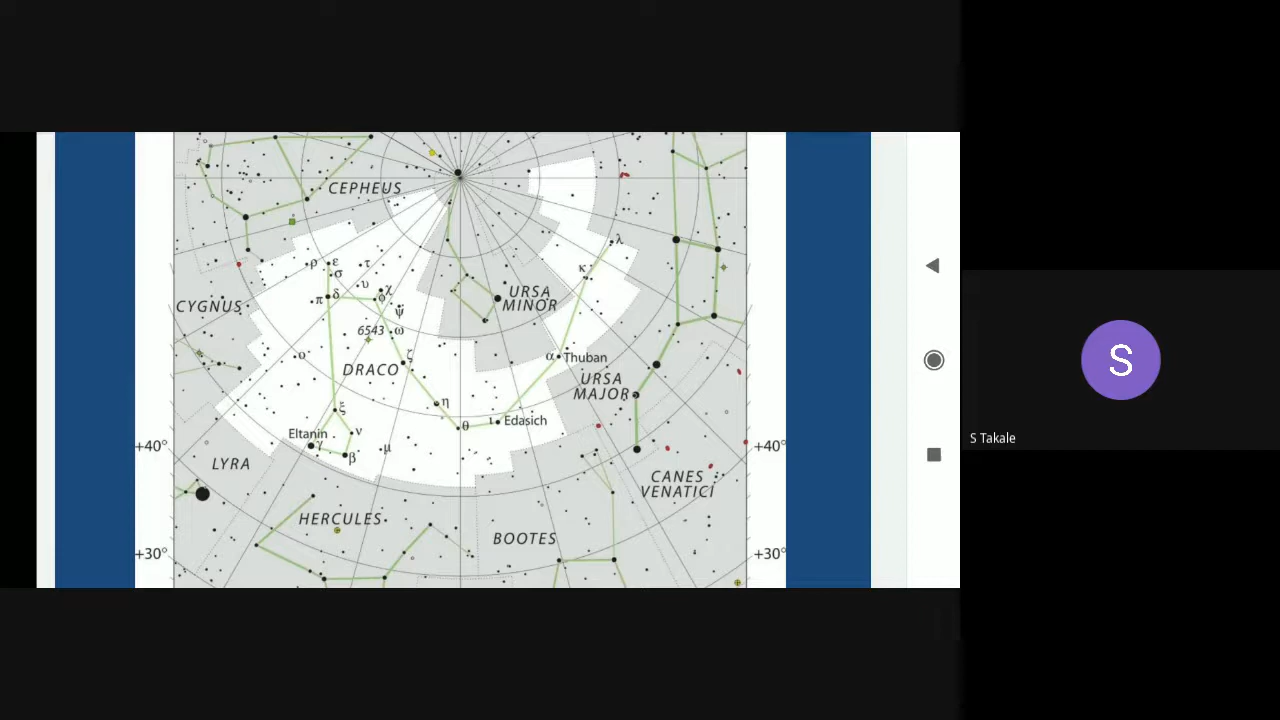 CEPHEUS
λ
ρ ε τ
σ
κ
υ
CYGNUS
π δ φ χ
URSA
MINOR
ψ
6543 ω
ο
ζ
α Thuban
DRACO
URSA
MAJOR
ξ
η
θ ι Edasich
Eltanin
γ
ν
β
μ
+40°
+40°
LYRA
CANES
VENATICI
HERCULES
BOOTES
+30°
+30°
S
S Takale